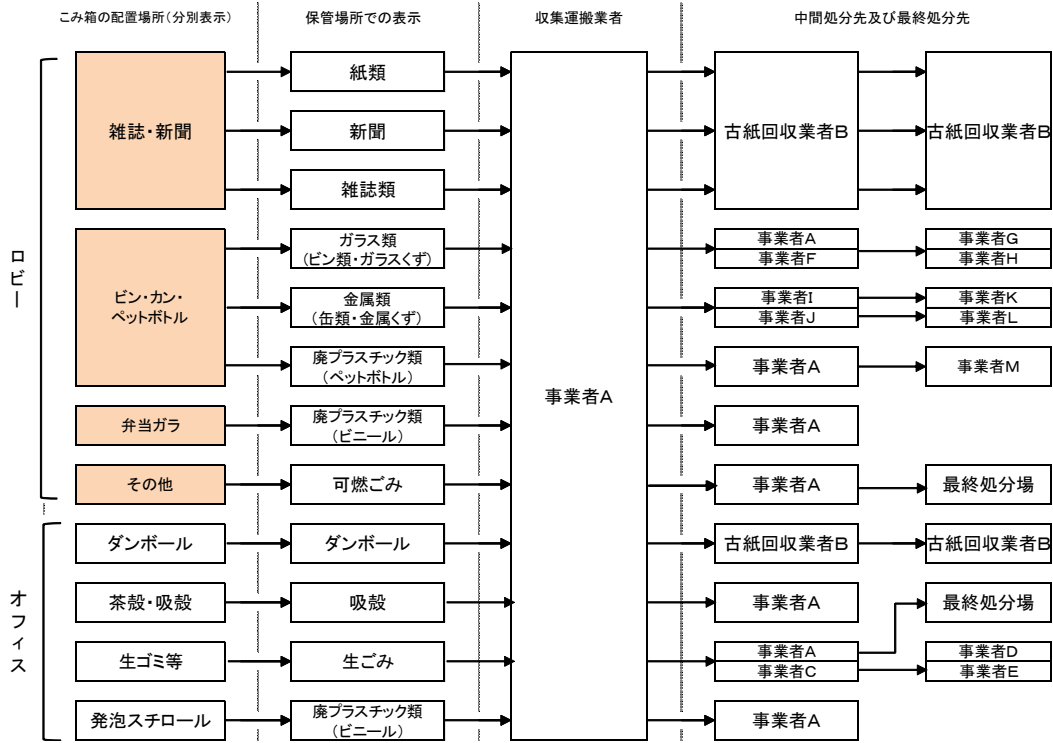 ごみ箱の配置場所(分別表示)
保管場所での表示
収集運搬業者
中間処分先及び最終処分先
ロビー
雑誌・新聞
紙類
新聞
雑誌類
古紙回収業者B
古紙回収業者B
ビン・カン・
ペットボトル
ガラス類
(ビン類・ガラスくず)
事業者A
事業者F
事業者G
事業者H
金属類
(缶類・金属くず)
事業者I
事業者J
事業者K
事業者L
廃プラスチック類
(ペットボトル)
事業者A
事業者M
事業者A
弁当ガラ
廃プラスチック類
(ビニール)
事業者A
その他
可燃ごみ
事業者A
最終処分場
オフィス
ダンボール
ダンボール
古紙回収業者B
古紙回収業者B
茶殻・吸殻
吸殻
事業者A
最終処分場
生ゴミ等
生ごみ
事業者A
事業者C
事業者D
事業者E
発泡スチロール
廃プラスチック類
(ビニール)
事業者A